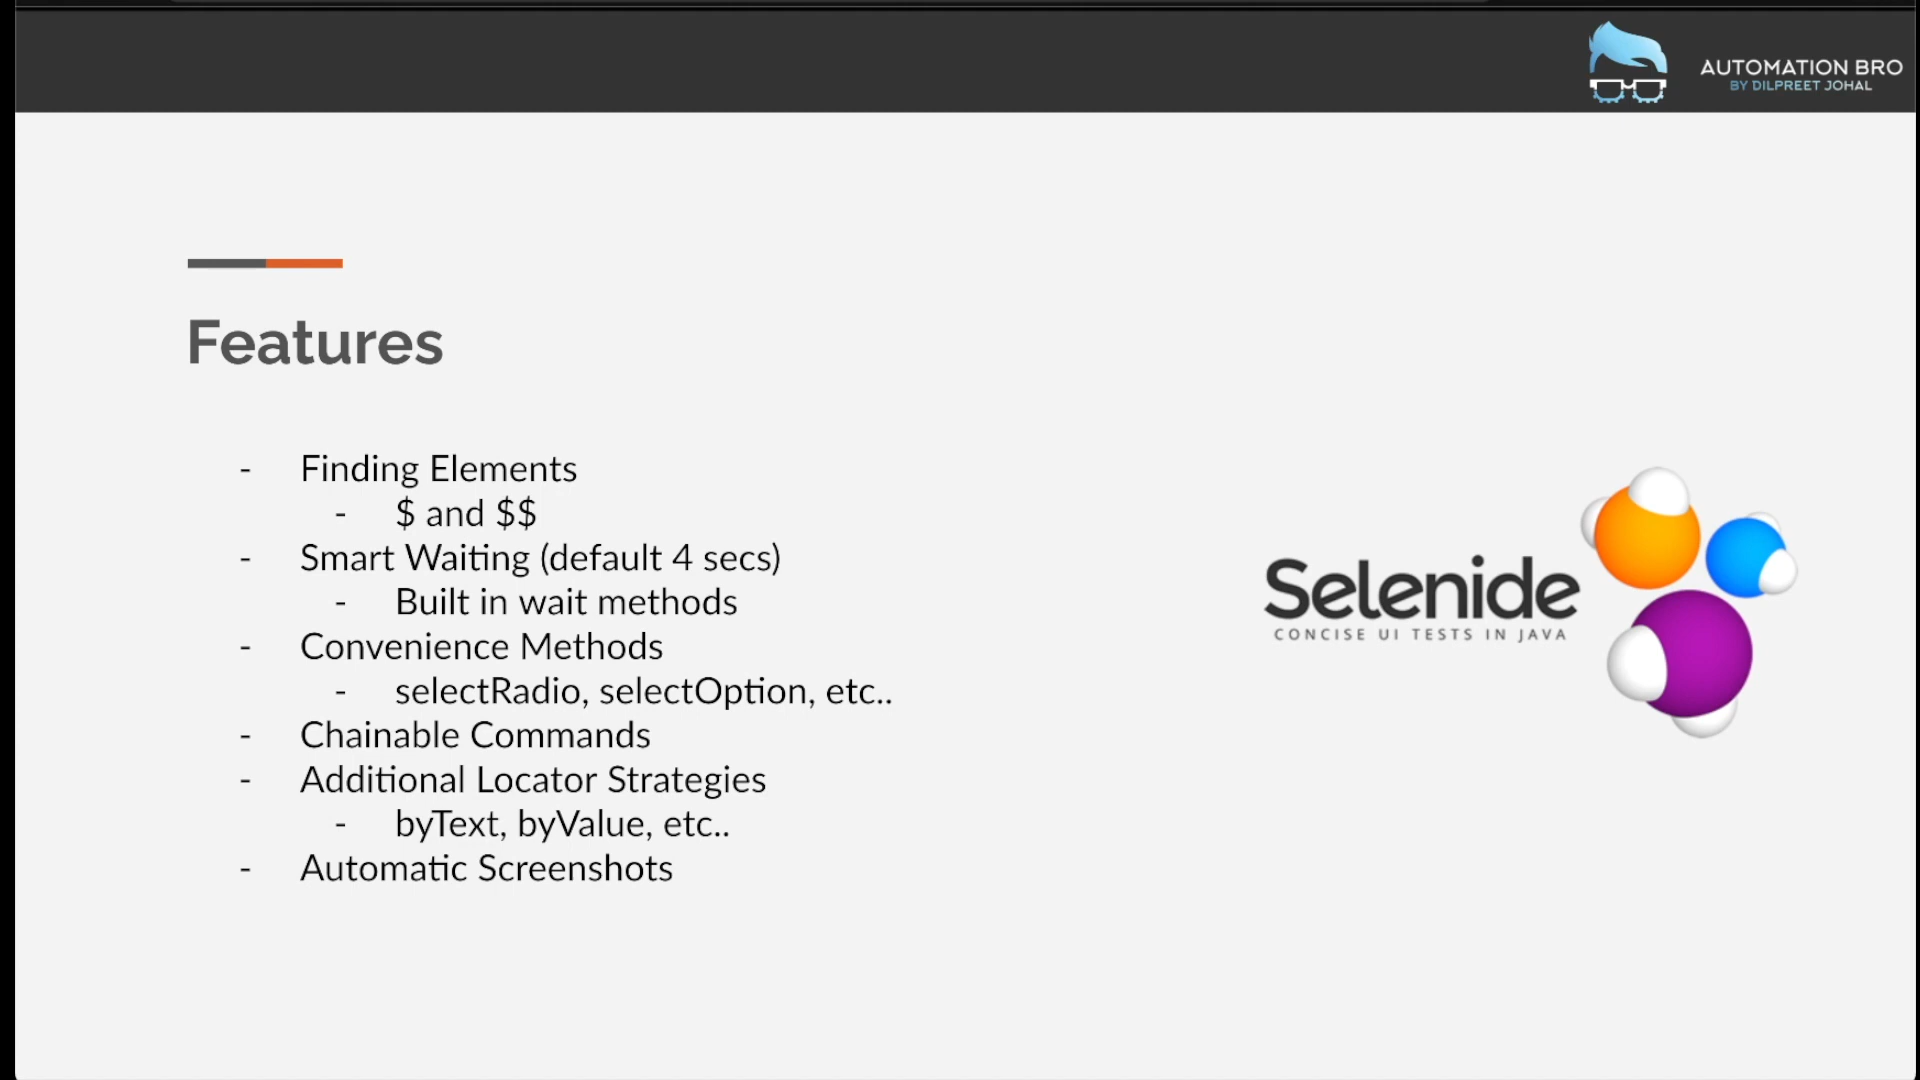 AUTOMATION BRO
BY DILPREET JOHAL
Features
- Finding Elements
- $ and $$
- Smart Waiting (default 4 secs)
- Built in wait methods
- Convenience Methods
- selectRadio, selectOption, etc..
- Chainable Commands
- Additional Locator Strategies
- byText, byValue, etc..
- Automatic Screenshots
Selenide
CONCISE UI TESTS IN JAVA